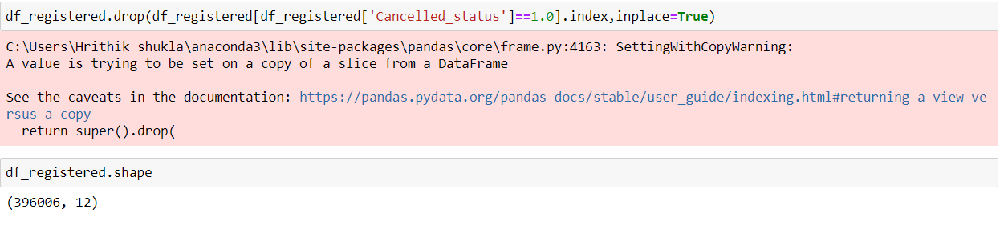 df_registered.drop(df_registered[df_registered['Cancelled_status']==1.0].index,inplace=True)
C:\Users\Hrithik shukla\anaconda3\lib\site-packages\pandas\core\frame.py:4163: SettingWithCopyWarning:
A value is trying to be set on a copy of a slice from a DataFrame
See the caveats in the documentation: https://pandas.pydata.org/pandas-docs/stable/user_guide/indexing.html#returning-a-view-ve
rsus-a-copy
  return super().drop(
df_registered.shape
(396006, 12)